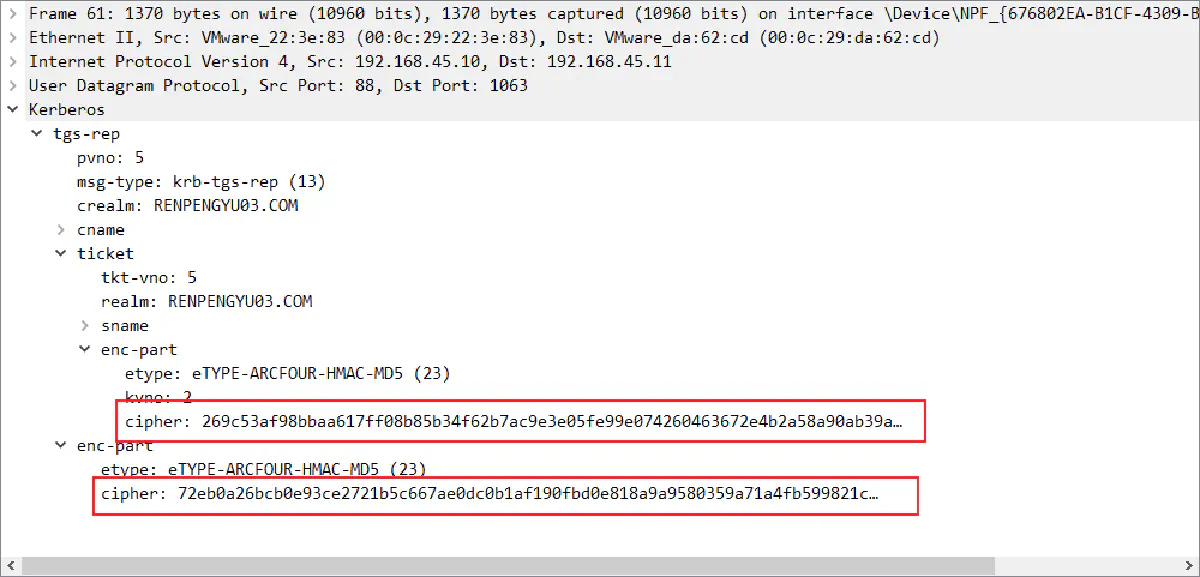 Frame 61: 1370 bytes on wire (10960 bits), 1370 bytes captured (10960 bits) on interface \Device\NPF_{676802EA-B1CF-4309-B
Ethernet II, Src: VMware_22:3e:83 (00:0c:29:22:3e:83), Dst: VMware_da:62:cd (00:0c:29:da:62:cd)
Internet Protocol Version 4, Src: 192.168.45.10, Dst: 192.168.45.11
User Datagram Protocol, Src Port: 88, Dst Port: 1063
Kerberos
tgs-rep
pvno: 5
msg-type: krb-tgs-rep (13)
crealm: RENPENGYU03.COM
cname
ticket
tkt-vno: 5
realm: RENPENGYU03.COM
sname
enc-part
etype: eTYPE-ARCFOUR-HMAC-MD5 (23)
kvno: 2
cipher: 269c53af98bbaa617ff08b85b34f62b7ac9e3e05fe99e074260463672e4b2a58a90ab39a…
enc-part
etype: eTYPE-ARCFOUR-HMAC-MD5 (23)
cipher: 72eb0a26bcb0e93ce2721b5c667ae0dc0b1af190fbd0e818a9a9580359a71a4fb599821c…